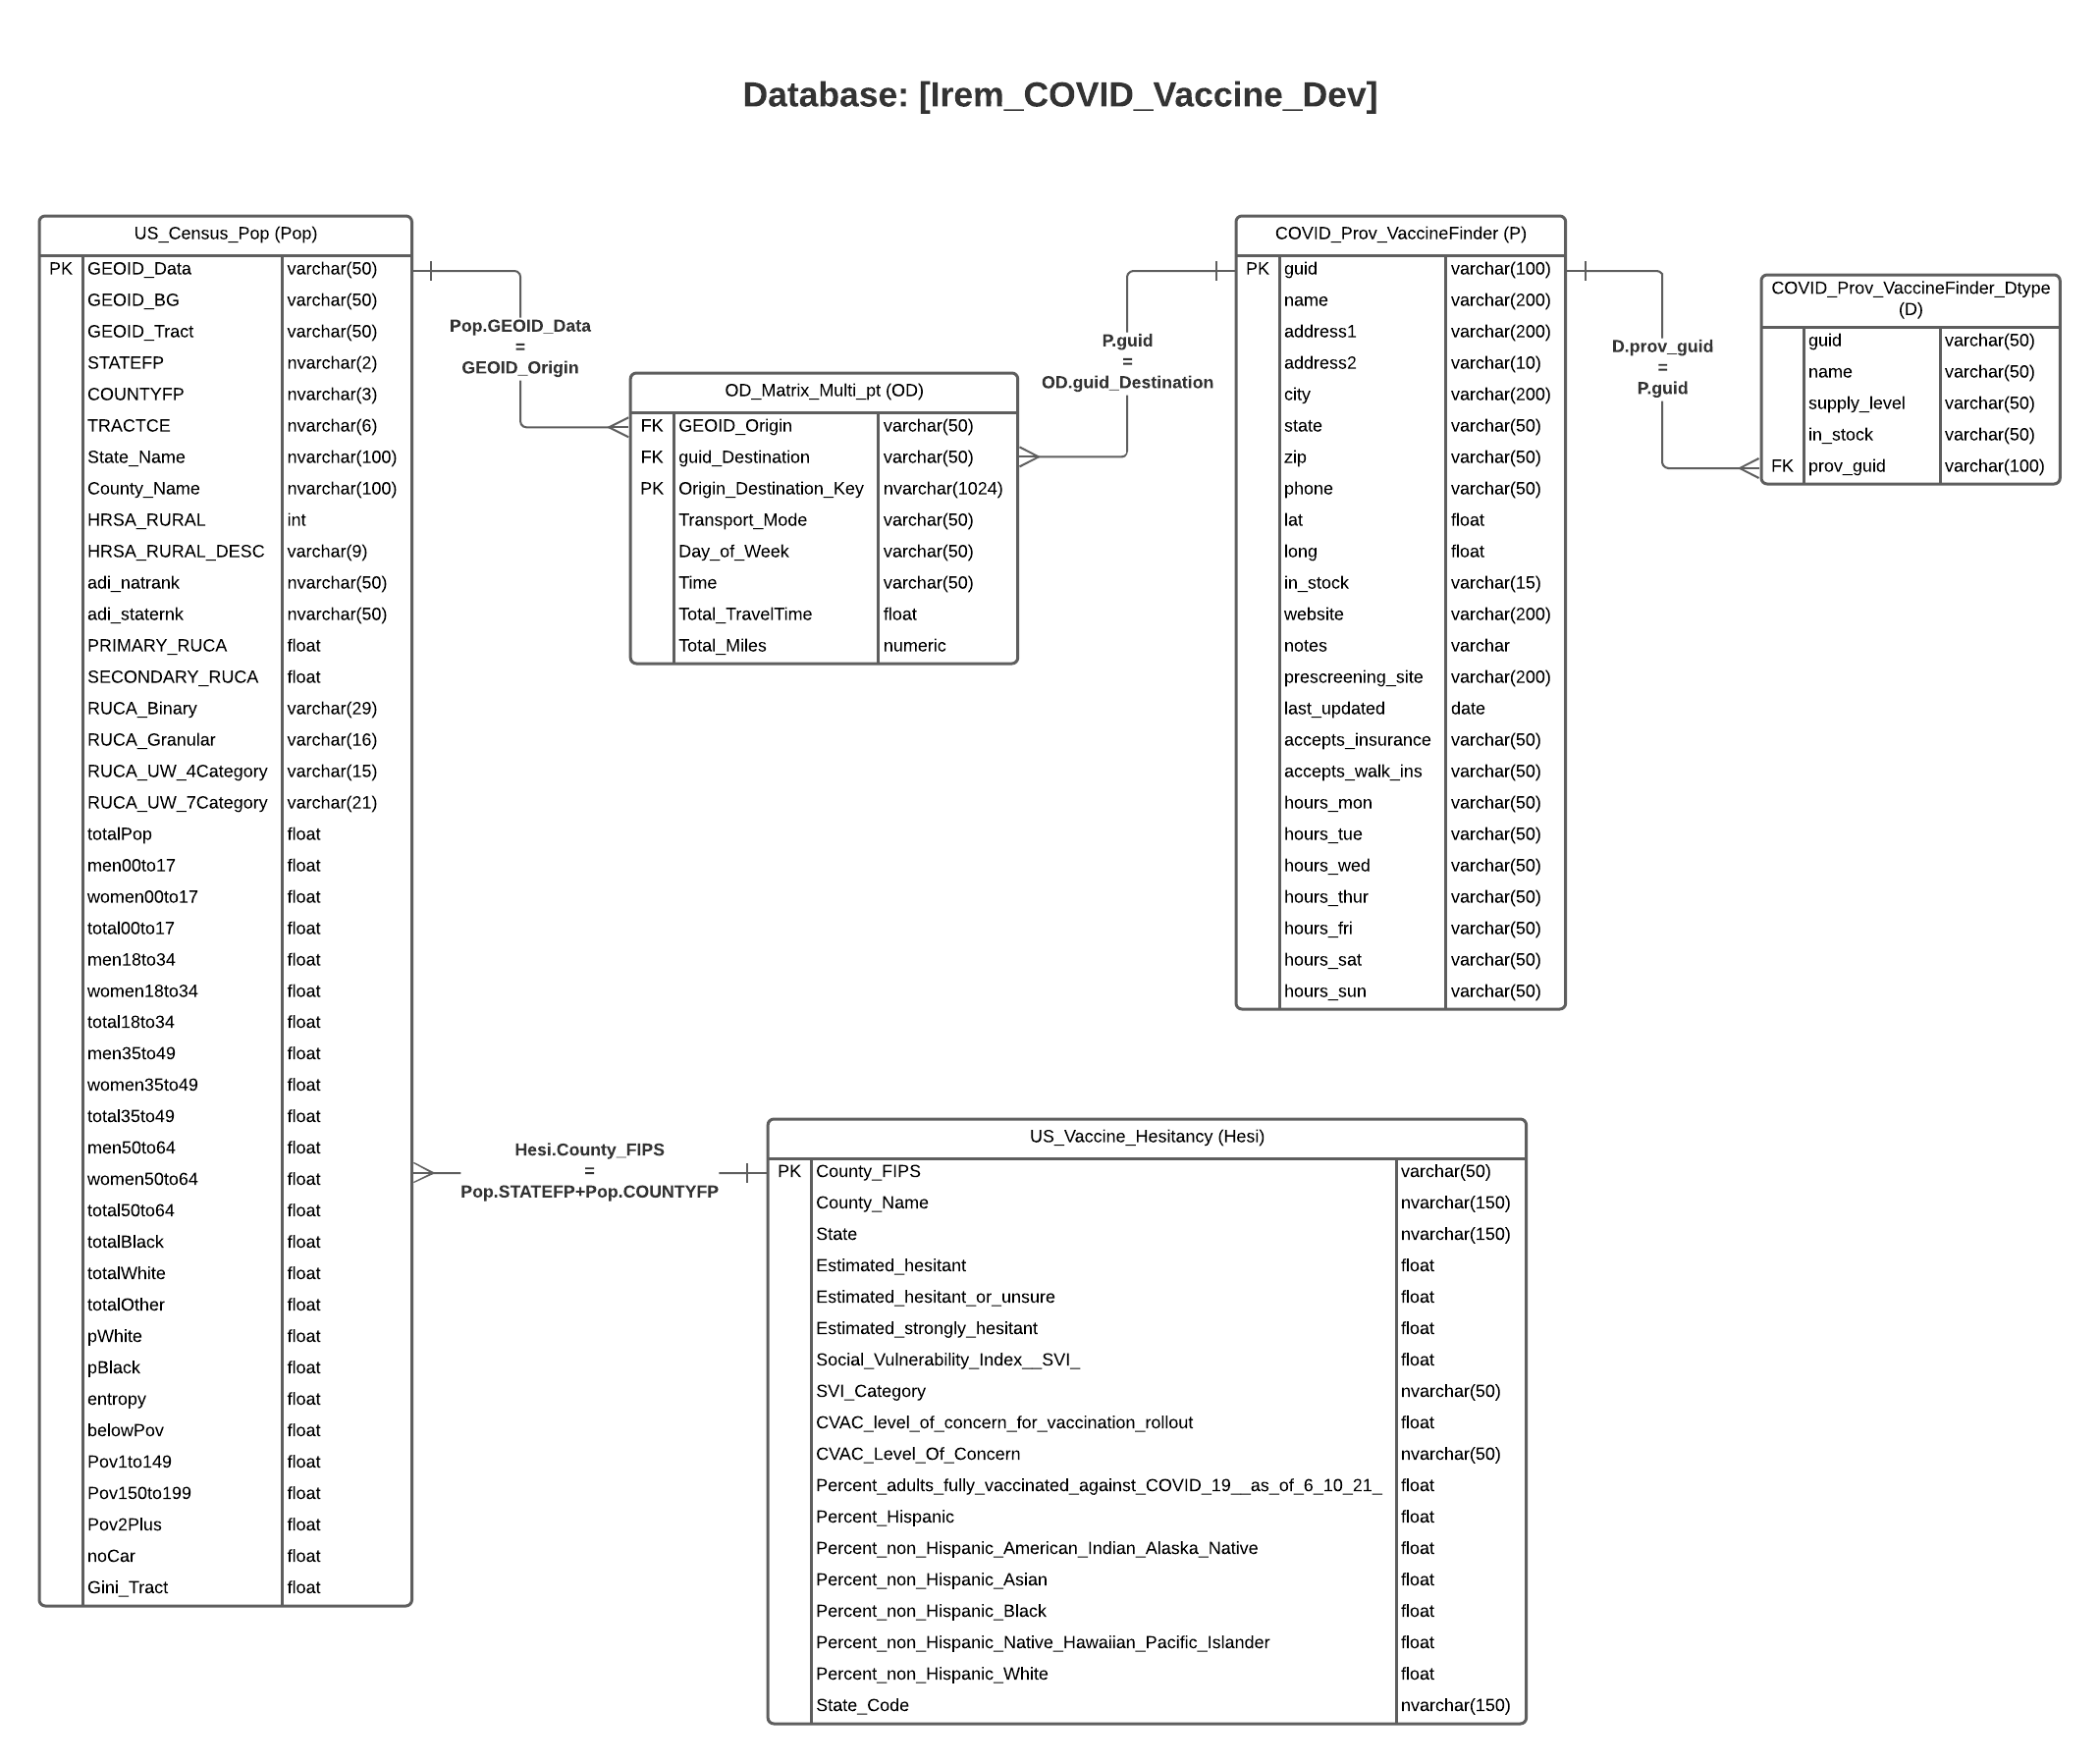 Database: [Irem_COVID_Vaccine_Dev]
US_Census_Pop (Pop)
PK GEOID_Data varchar(50)
GEOID_BG varchar(50)
GEOID_Tract varchar(50)
STATEFP nvarchar(2)
COUNTYFP nvarchar(3)
TRACTCE nvarchar(6)
State_Name nvarchar(100)
County_Name nvarchar(100)
HRSA_RURAL int
HRSA_RURAL_DESC varchar(9)
adi_natrank nvarchar(50)
adi_staternk nvarchar(50)
PRIMARY_RUCA float
SECONDARY_RUCA float
RUCA_Binary varchar(29)
RUCA_Granular varchar(16)
RUCA_UW_4Category varchar(15)
RUCA_UW_7Category varchar(21)
totalPop float
men00to17 float
women00to17 float
total00to17 float
men18to34 float
women18to34 float
total18to34 float
men35to49 float
women35to49 float
total35to49 float
men50to64 float
women50to64 float
total50to64 float
totalBlack float
totalWhite float
totalOther float
pWhite float
pBlack float
entropy float
belowPov float
Pov1to149 float
Pov150to199 float
Pov2Plus float
noCar float
Gini_Tract float
Pop.GEOID_Data
=
GEOID_Origin
OD_Matrix_Multi_pt (OD)
FK GEOID_Origin varchar(50)
FK guid_Destination varchar(50)
PK Origin_Destination_Key nvarchar(1024)
Transport_Mode varchar(50)
Day_of_Week varchar(50)
Time varchar(50)
Total_TravelTime float
Total_Miles numeric
P.guid
=
OD.guid_Destination
COVID_Prov_VaccineFinder (P)
PK guid varchar(100)
name varchar(200)
address1 varchar(200)
address2 varchar(10)
city varchar(200)
state varchar(50)
zip varchar(50)
phone varchar(50)
lat float
long float
in_stock varchar(15)
website varchar(200)
notes varchar
prescreening_site varchar(200)
last_updated date
accepts_insurance varchar(50)
accepts_walk_ins varchar(50)
hours_mon varchar(50)
hours_tue varchar(50)
hours_wed varchar(50)
hours_thur varchar(50)
hours_fri varchar(50)
hours_sat varchar(50)
hours_sun varchar(50)
D.prov_guid
=
P.guid
COVID_Prov_VaccineFinder_Dtype
(D)
guid varchar(50)
name varchar(50)
supply_level varchar(50)
in_stock varchar(50)
FK prov_guid varchar(100)
Hesi.County_FIPS
=
Pop.STATEFP+Pop.COUNTYFP
US_Vaccine_Hesitancy (Hesi)
PK County_FIPS varchar(50)
County_Name nvarchar(150)
State nvarchar(150)
Estimated_hesitant float
Estimated_hesitant_or_unsure float
Estimated_strongly_hesitant float
Social_Vulnerability_Index__SVI_ float
SVI_Category nvarchar(50)
CVAC_level_of_concern_for_vaccination_rollout float
CVAC_Level_Of_Concern nvarchar(50)
Percent_adults_fully_vaccinated_against_COVID_19__as_of_6_10_21_ float
Percent_Hispanic float
Percent_non_Hispanic_American_Indian_Alaska_Native float
Percent_non_Hispanic_Asian float
Percent_non_Hispanic_Black float
Percent_non_Hispanic_Native_Hawaiian_Pacific_Islander float
Percent_non_Hispanic_White float
State_Code nvarchar(150)